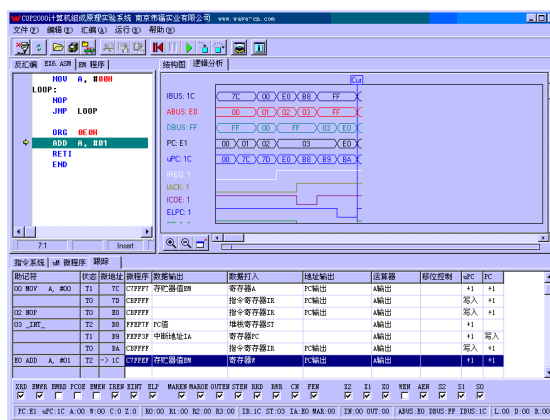 COP2000计算机组成原理实验系统 南京伟福实业有限公司 www.wave-cn.com
文件(F) 编辑(E) 汇编(A) 运行(R) 帮助(H)
反汇编 EX6.ASM EM 程序
MOV A, #00H
LOOP:
NOP
JMP LOOP
ORG 0E0H
ADD A, #01
RETI
END
7:1 Insert
结构图 逻辑分析
Cur
IBUS: 1C 7C 00 E0 B8 FF
ABUS: E0 00 01 02 03 FF
DBUS: FF FF 00 FF 03 E0
PC: E1 00 01 02 03 E0
uPC: 1C 00 7C 7D E0 B8 B9 BA
IREQ: 1
IACK: 1
ICOE: 1
ELPC: 1
指令系统 uM 微程序 跟踪
助记符 状态 微地址 微程序 数据输出 数据打入 地址输出 运算器 移位控制 uPC PC
00 MOV A, #00 T1 7C C7FFF7 存贮器值EM 寄存器A PC输出 A输出 +1 +1
T0 7D CBFFFF 指令寄存器IR PC输出 A输出 写入 +1
02 NOP T0 E0 CBFFFF 指令寄存器IR PC输出 A输出 写入 +1
03 _INT_ T2 B8 FFEF7F PC值 堆栈寄存器ST A输出 +1
T1 B9 FEFF3F 中断地址IA 寄存器PC A输出 +1 写入
T0 BA CBFFFF 指令寄存器IR PC输出 A输出 写入 +1
E0 ADD A, #01 T2 -> 1C C7FFEF 存贮器值EM 寄存器W PC输出 A输出 +1 +1
XRD EMWR EMRD PCOE EMEN IREN EINT ELP MAREN MAROE OUTEN STEN RRD RWR CN FEN X2 X1 X0 WEN AEN S2 S1 S0
PC:E1 uPC:1C A:00 W:00 C:0 Z:0 R0:00 R1:00 R2:00 R3:00 IR:1C ST:03 IA:E0 MAR:00 IN:00 OUT:00 ABUS:E0 DBUS:FF IBUS:1C L:00 D:00 R:00